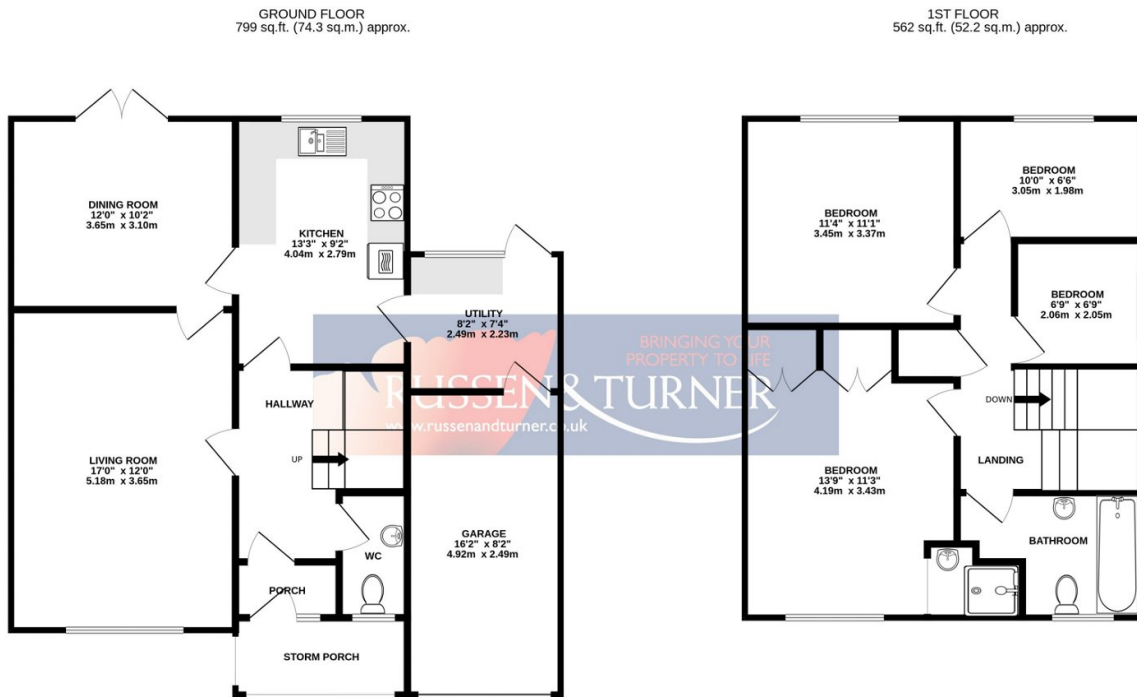 GROUND FLOOR
799 sq.ft. (74.3 sq.m.) approx.
1ST FLOOR
562 sq.ft. (52.2 sq.m.) approx.
DINING ROOM
12'0" x 10'2"
3.65m x 3.10m
KITCHEN
13'3" x 9'2"
4.04m x 2.79m
UTILITY
8'2" x 7'4"
2.49m x 2.23m
HALLWAY
UP
LIVING ROOM
17'0" x 12'0"
5.18m x 3.65m
WC
PORCH
STORM PORCH
GARAGE
16'2" x 8'2"
4.92m x 2.49m
BEDROOM
11'4" x 11'1"
3.45m x 3.37m
BEDROOM
10'0" x 6'6"
3.05m x 1.98m
BEDROOM
6'9" x 6'9"
2.06m x 2.05m
DOWN
LANDING
BEDROOM
13'9" x 11'3"
4.19m x 3.43m
BATHROOM
BRINGING YOUR
PROPERTY TO LIFE
RUSSEN & TURNER
www.russenandturner.co.uk